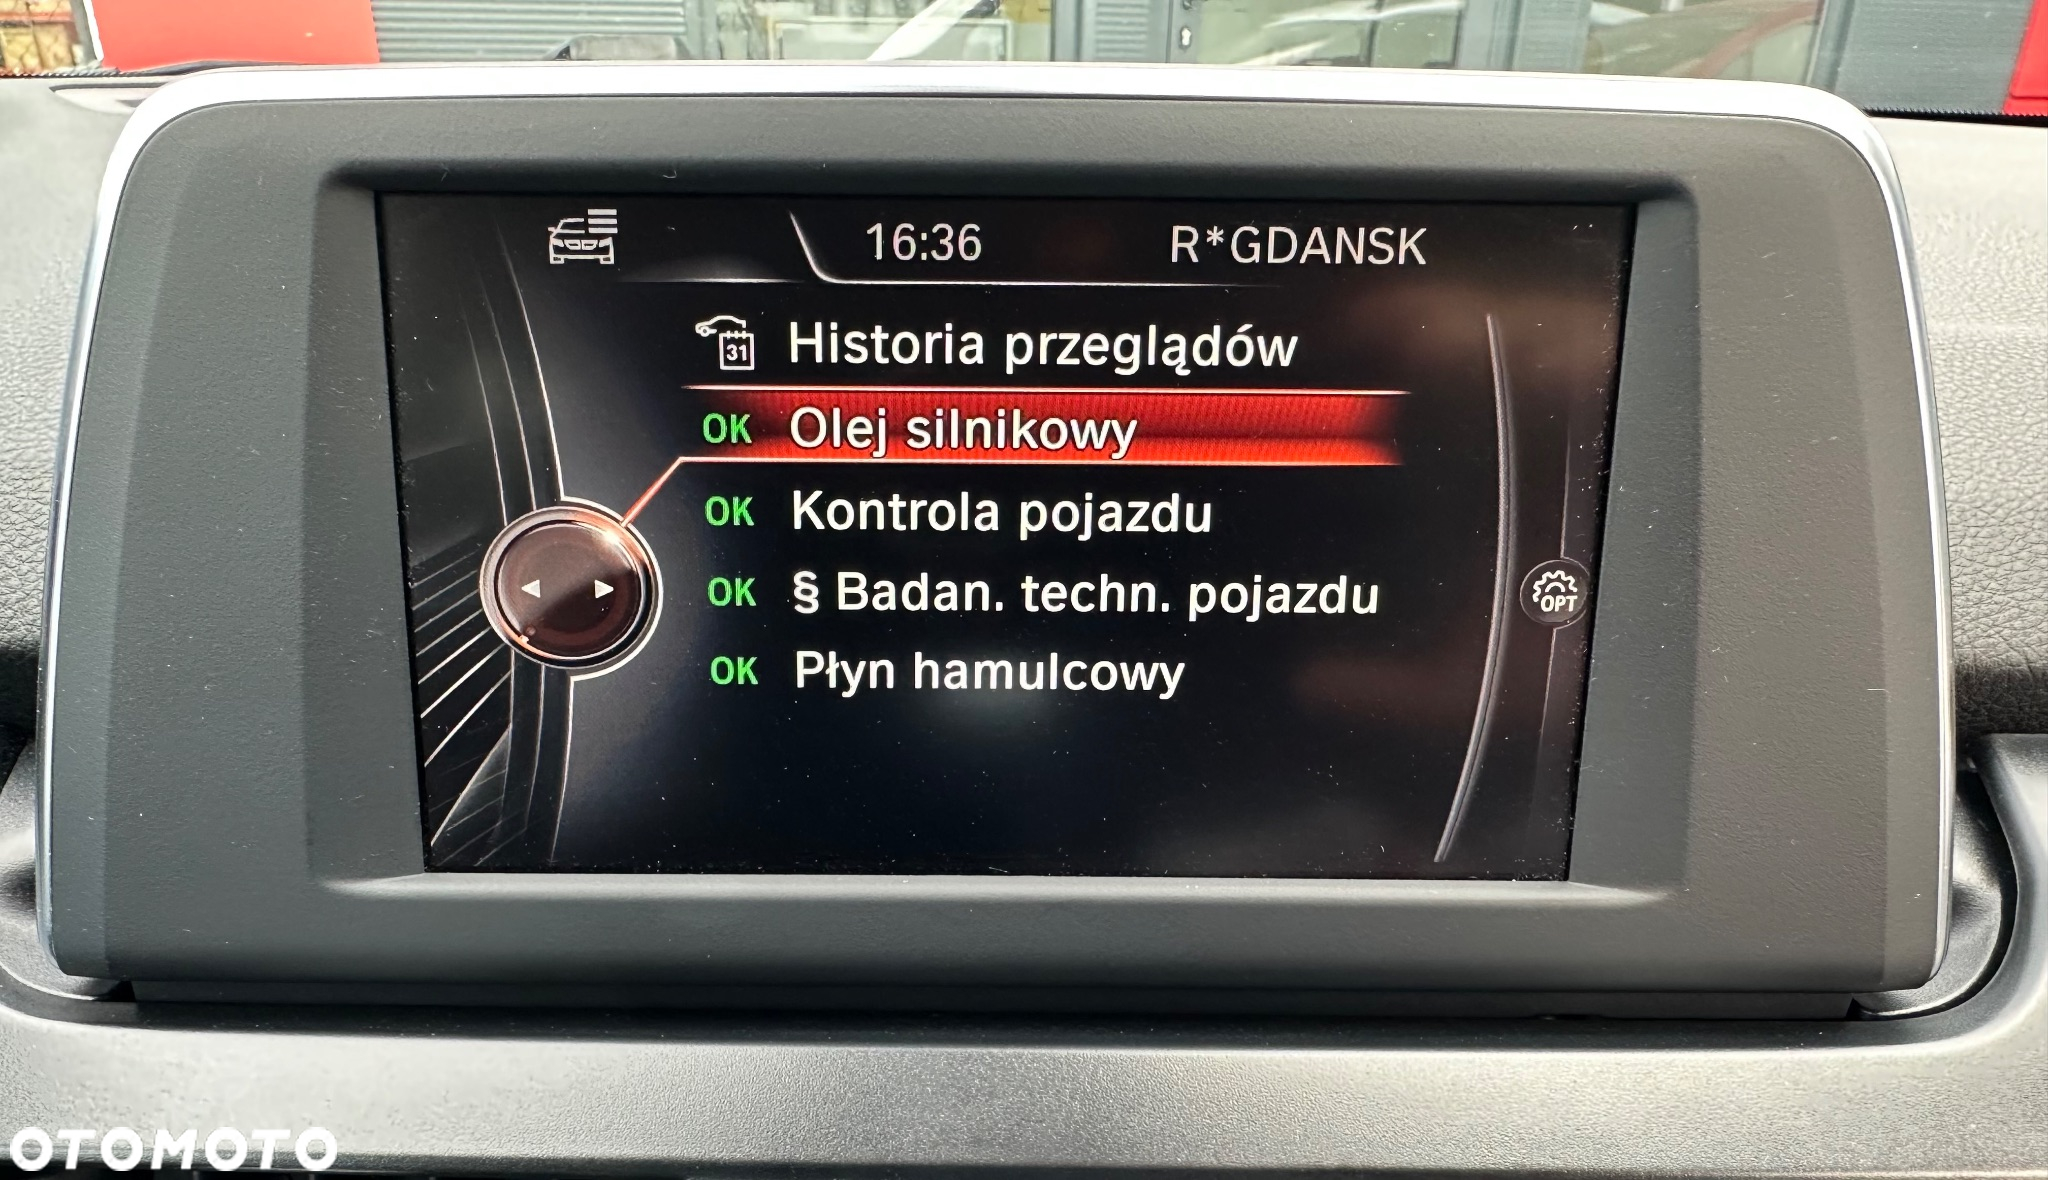 16:36 R*GDANSK
31 Historia przeglądów
OK Olej silnikowy
OK Kontrola pojazdu
OK § Badan. techn. pojazdu
OPT
OK Płyn hamulcowy
OTOMOTO